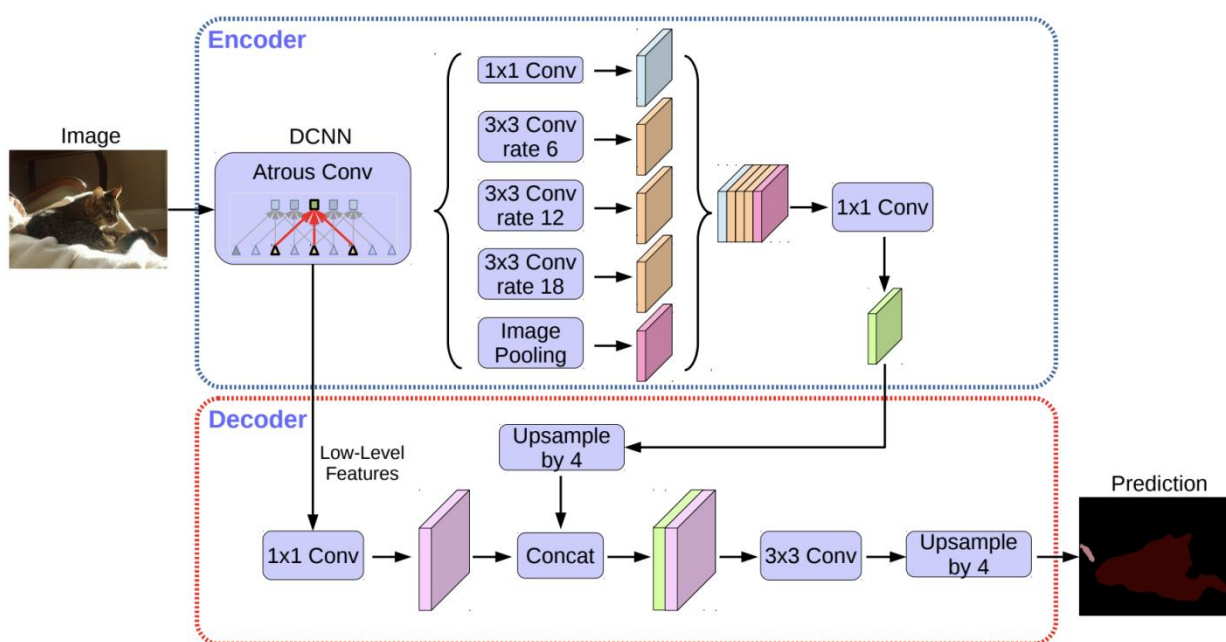 Encoder
Image
DCNN
Atrous Conv
1x1 Conv
3x3 Conv
rate 6
3x3 Conv
rate 12
3x3 Conv
rate 18
Image
Pooling
1x1 Conv
Decoder
Low-Level
Features
Upsample
by 4
1x1 Conv
Concat
3x3 Conv
Upsample
by 4
Prediction